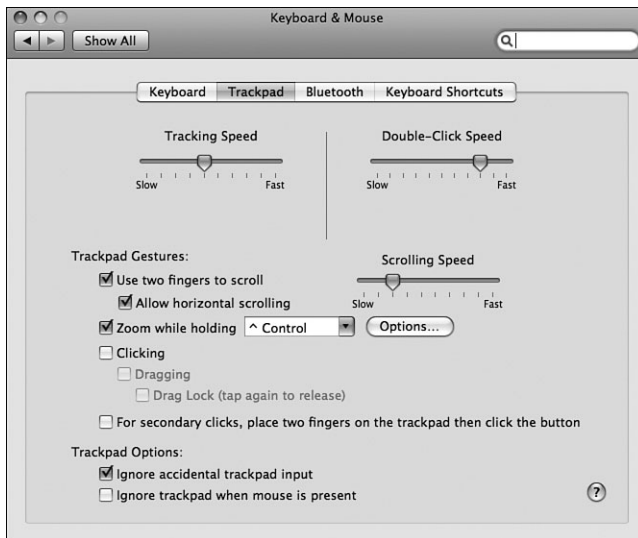 Keyboard & Mouse
Show All
Keyboard Trackpad Bluetooth Keyboard Shortcuts
Tracking Speed Double-Click Speed
Slow Fast Slow Fast
Trackpad Gestures: Scrolling Speed
Use two fingers to scroll
Allow horizontal scrolling Slow Fast
Zoom while holding ^ Control Options...
Clicking
Dragging
Drag Lock (tap again to release)
For secondary clicks, place two fingers on the trackpad then click the button
Trackpad Options:
Ignore accidental trackpad input
Ignore trackpad when mouse is present ?